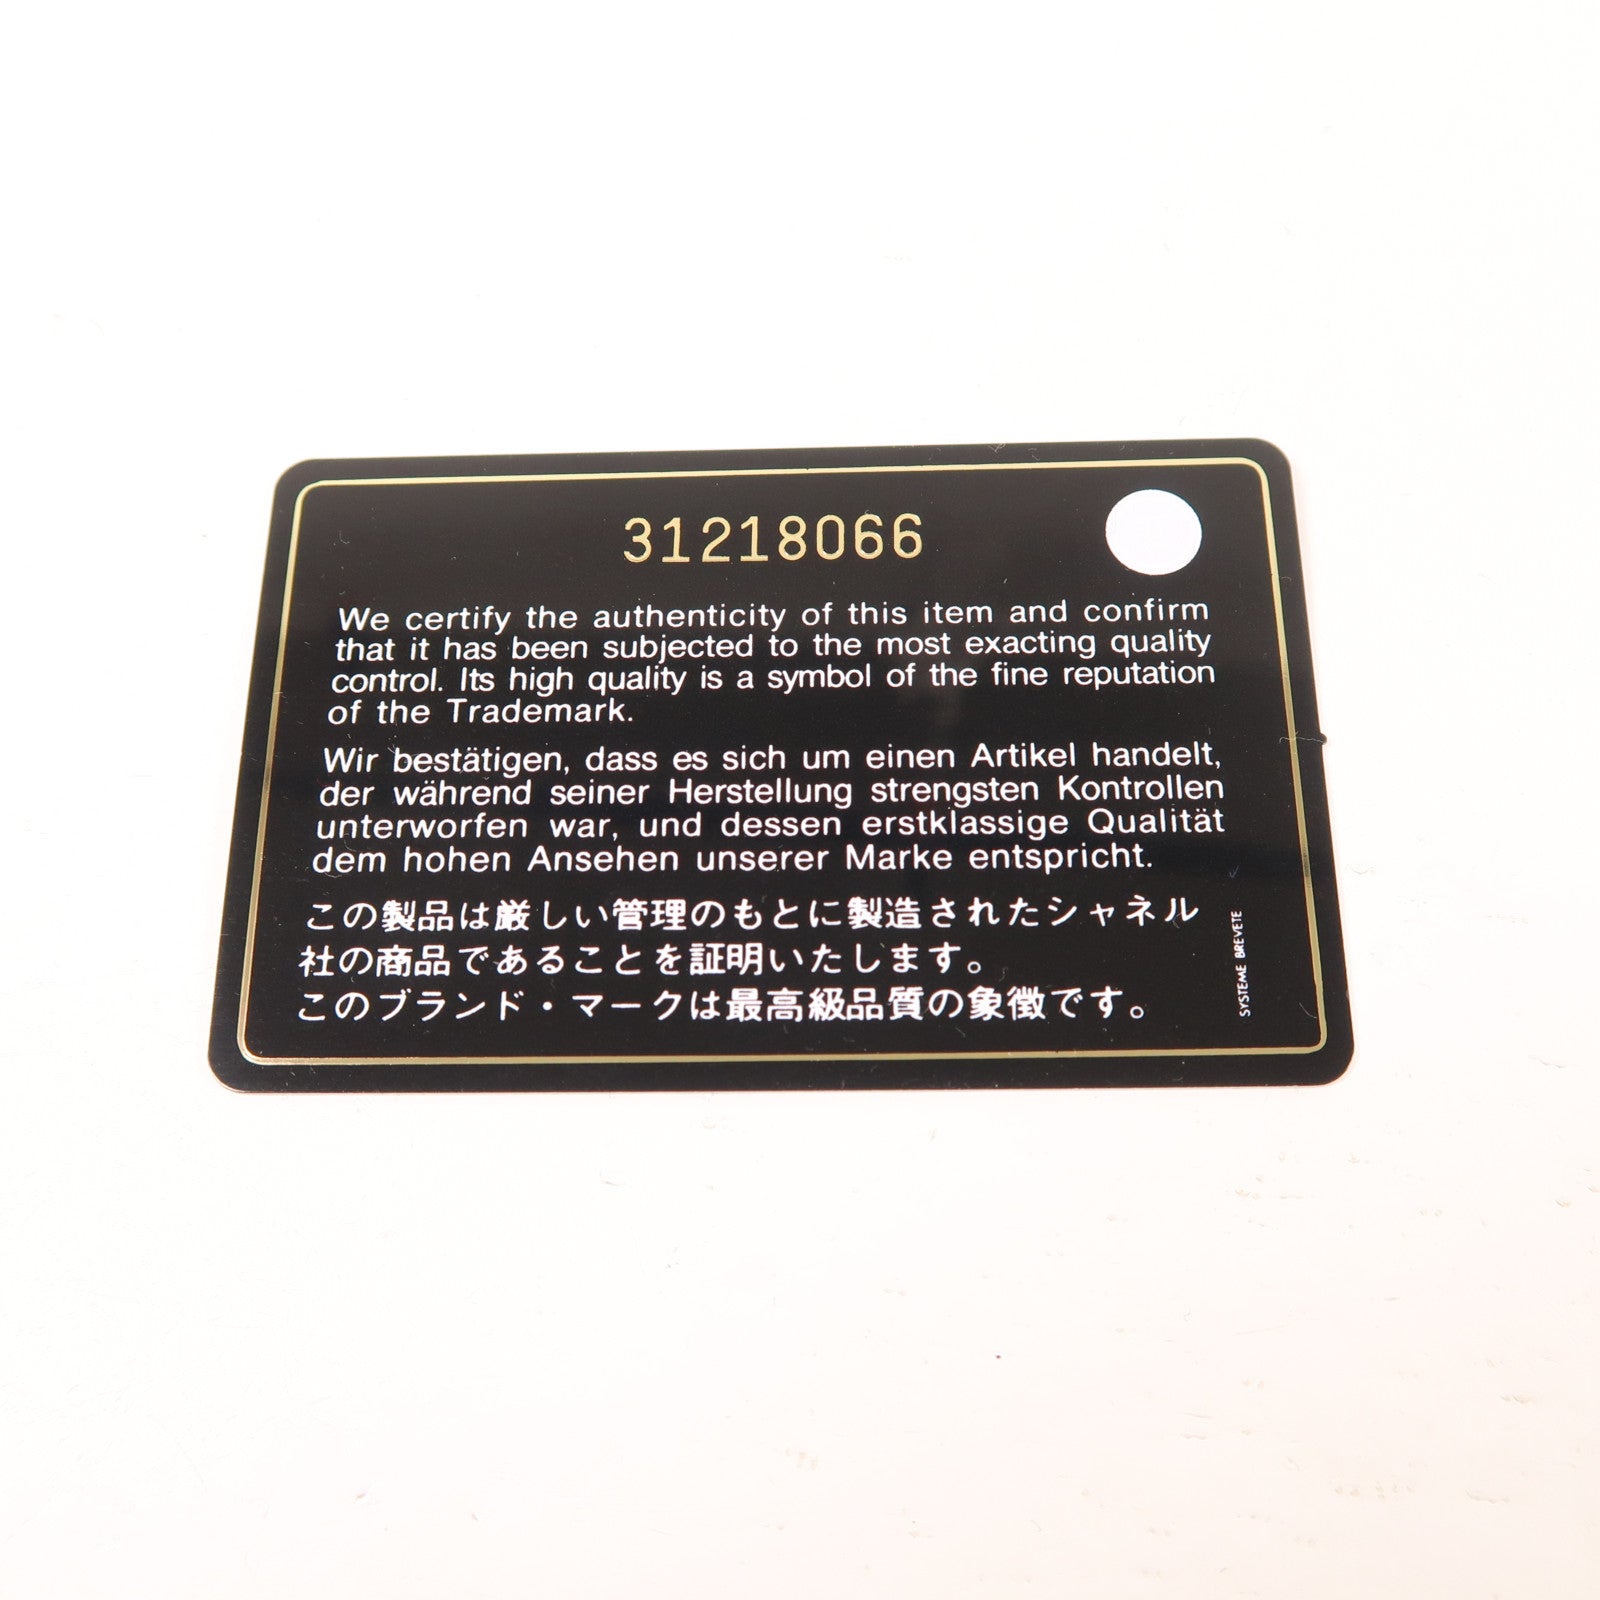 31218066
We certify the authenticity of this item and confirm
that it has been subjected to the most exacting quality
control. Its high quality is a symbol of the fine reputation
of the Trademark.
Wir bestätigen, dass es sich um einen Artikel handelt,
der während seiner Herstellung strengsten Kontrollen
unterworfen war, und dessen erstklassige Qualität
dem hohen Ansehen unserer Marke entspricht.
この製品は厳しい管理のもとに製造されたシャネル
社の商品であることを証明いたします。
このブランド・マークは最高級品質の象徴です。
SYSTEME BREVETE